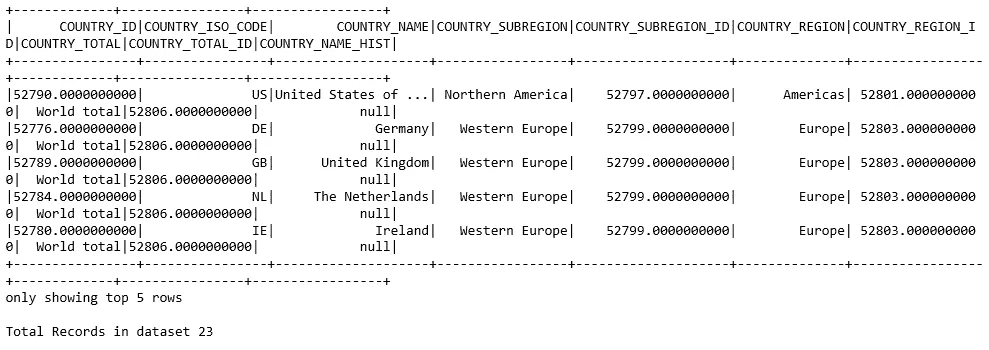 +-------------+----------------+----------------+
|      COUNTRY_ID|COUNTRY_ISO_CODE|        COUNTRY_NAME|COUNTRY_SUBREGION|COUNTRY_SUBREGION_ID|COUNTRY_REGION|COUNTRY_REGION_I
D|COUNTRY_TOTAL|COUNTRY_TOTAL_ID|COUNTRY_NAME_HIST|
+----------------+----------------+--------------------+-----------------+--------------------+--------------+-----------------
+-------------+----------------+-----------------+
|52790.0000000000|              US|United States of ...| Northern America|    52797.0000000000|      Americas| 52801.000000000
0|  World total|52806.0000000000|             null|
|52776.0000000000|              DE|             Germany|   Western Europe|    52799.0000000000|        Europe| 52803.000000000
0|  World total|52806.0000000000|             null|
|52789.0000000000|              GB|      United Kingdom|   Western Europe|    52799.0000000000|        Europe| 52803.000000000
0|  World total|52806.0000000000|             null|
|52784.0000000000|              NL|     The Netherlands|   Western Europe|    52799.0000000000|        Europe| 52803.000000000
0|  World total|52806.0000000000|             null|
|52780.0000000000|              IE|             Ireland|   Western Europe|    52799.0000000000|        Europe| 52803.000000000
0|  World total|52806.0000000000|             null|
+----------------+----------------+--------------------+-----------------+--------------------+--------------+-----------------
+-------------+----------------+-----------------+
only showing top 5 rows
Total Records in dataset 23